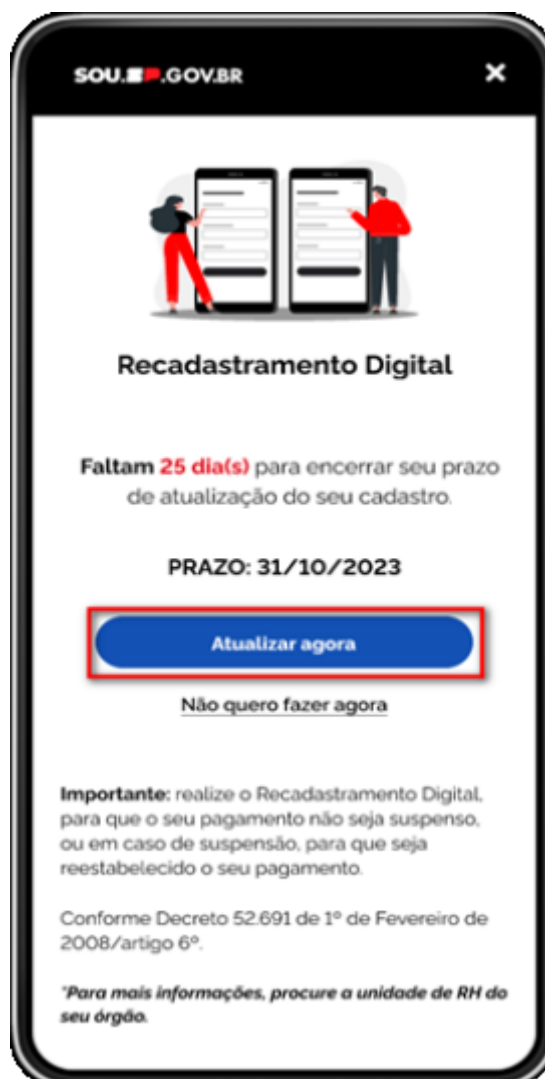 SOU.SP.GOV.BR
Recadastramento Digital
Faltam 25 dia(s) para encerrar seu prazo
de atualização do seu cadastro.
PRAZO: 31/10/2023
Atualizar agora
Não quero fazer agora
Importante: realize o Recadastramento Digital,
para que o seu pagamento não seja suspenso,
ou em caso de suspensão, para que seja
reestabelecido o seu pagamento.
Conforme Decreto 52.691 de 1º de Fevereiro de
2008/artigo 6º.
*Para mais informações, procure a unidade de RH do
seu órgão.